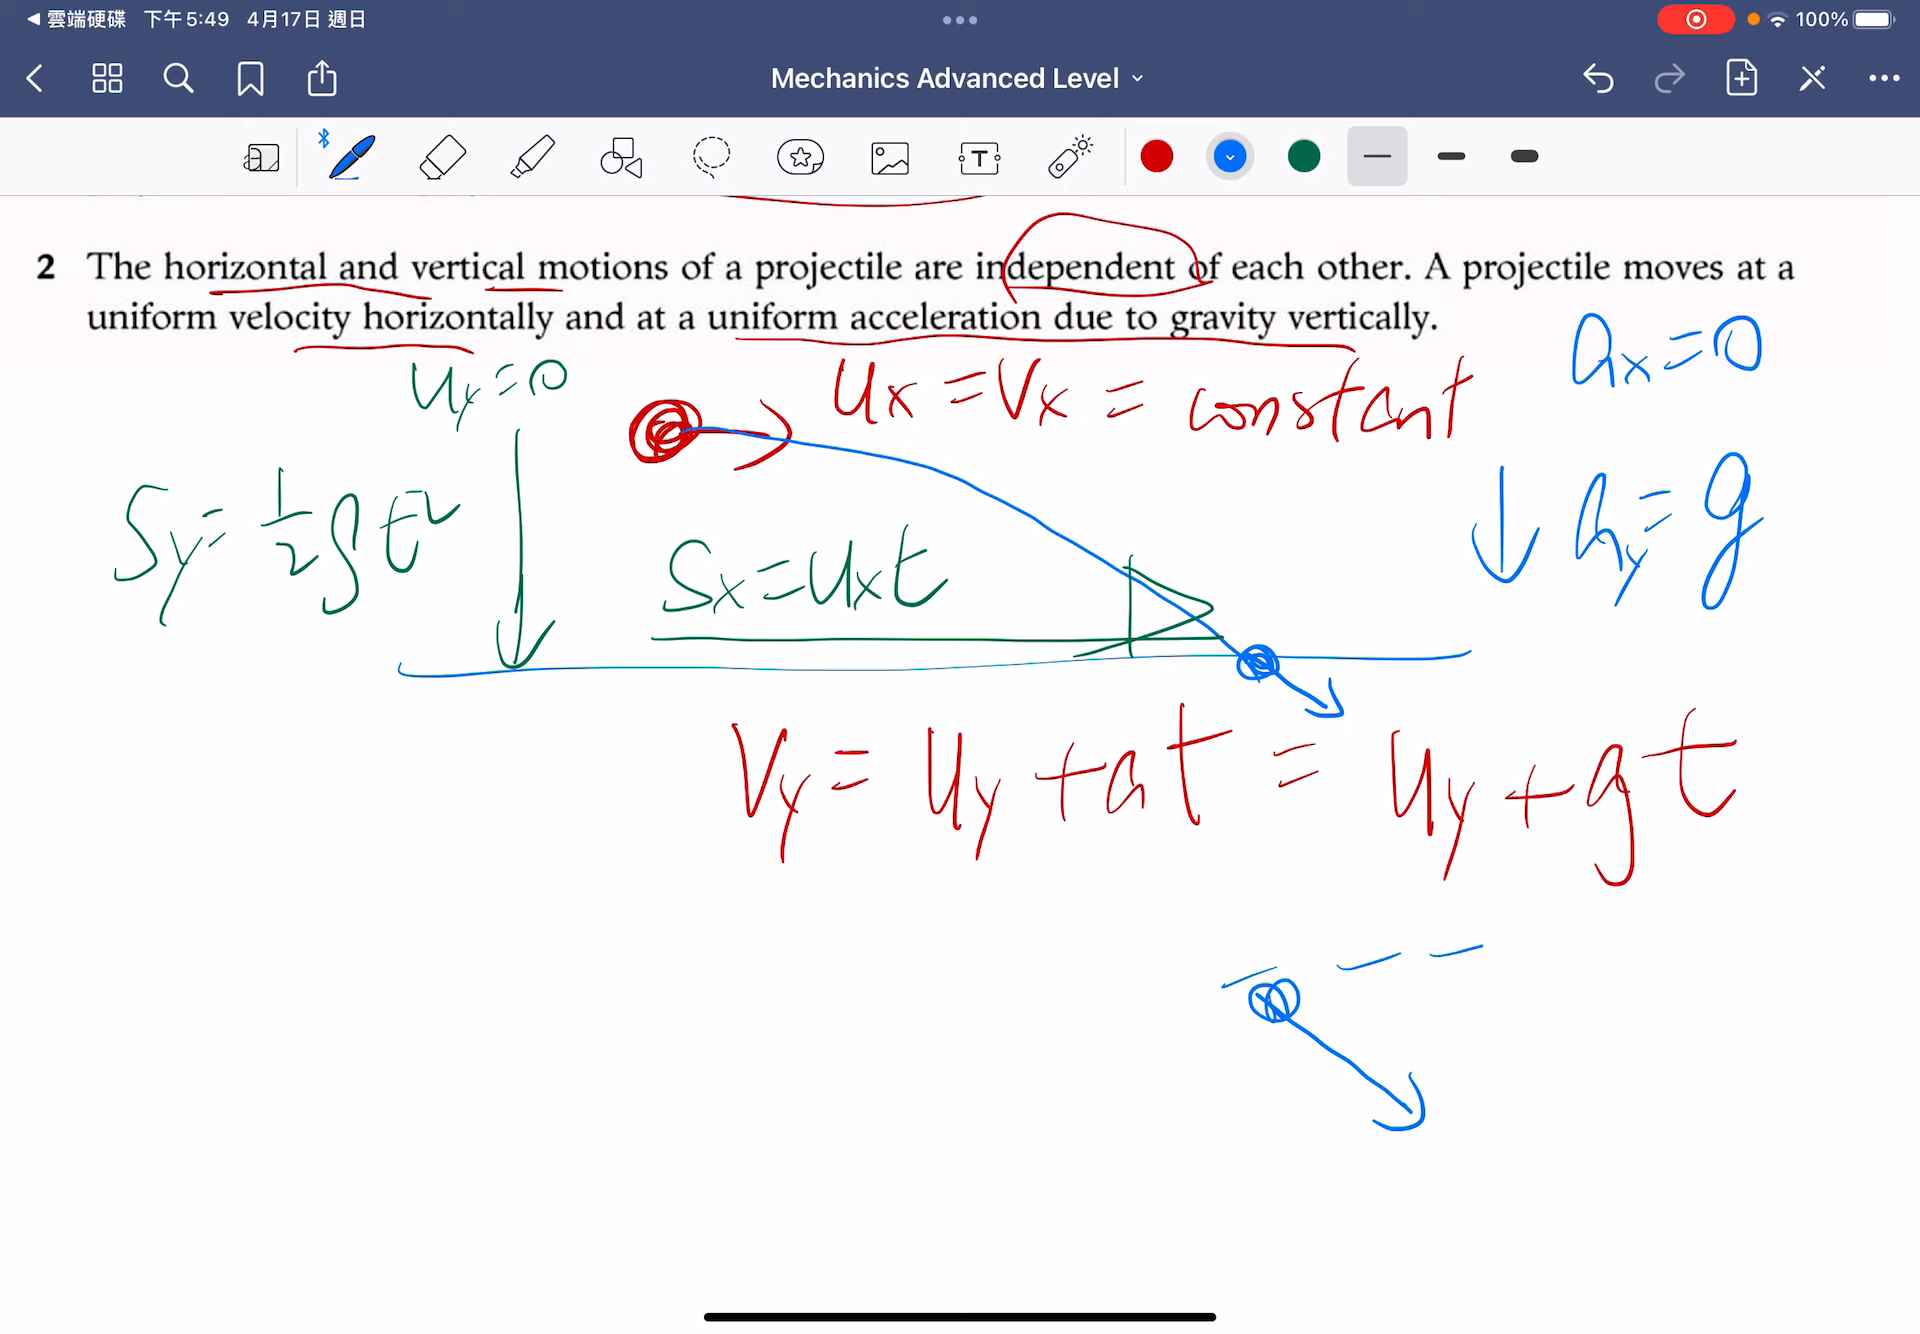 雲端硬碟 下午5:49 4月17日 週日
100%
Mechanics Advanced Level
a
T
2 The horizontal and vertical motions of a projectile are independent of each other. A projectile moves at a
uniform velocity horizontally and at a uniform acceleration due to gravity vertically.
ax=0
uy=0
ux=vx=constant
Sy=1/2gt²
ay=g
Sx=uxt
Vy=uy+at=uy+gt